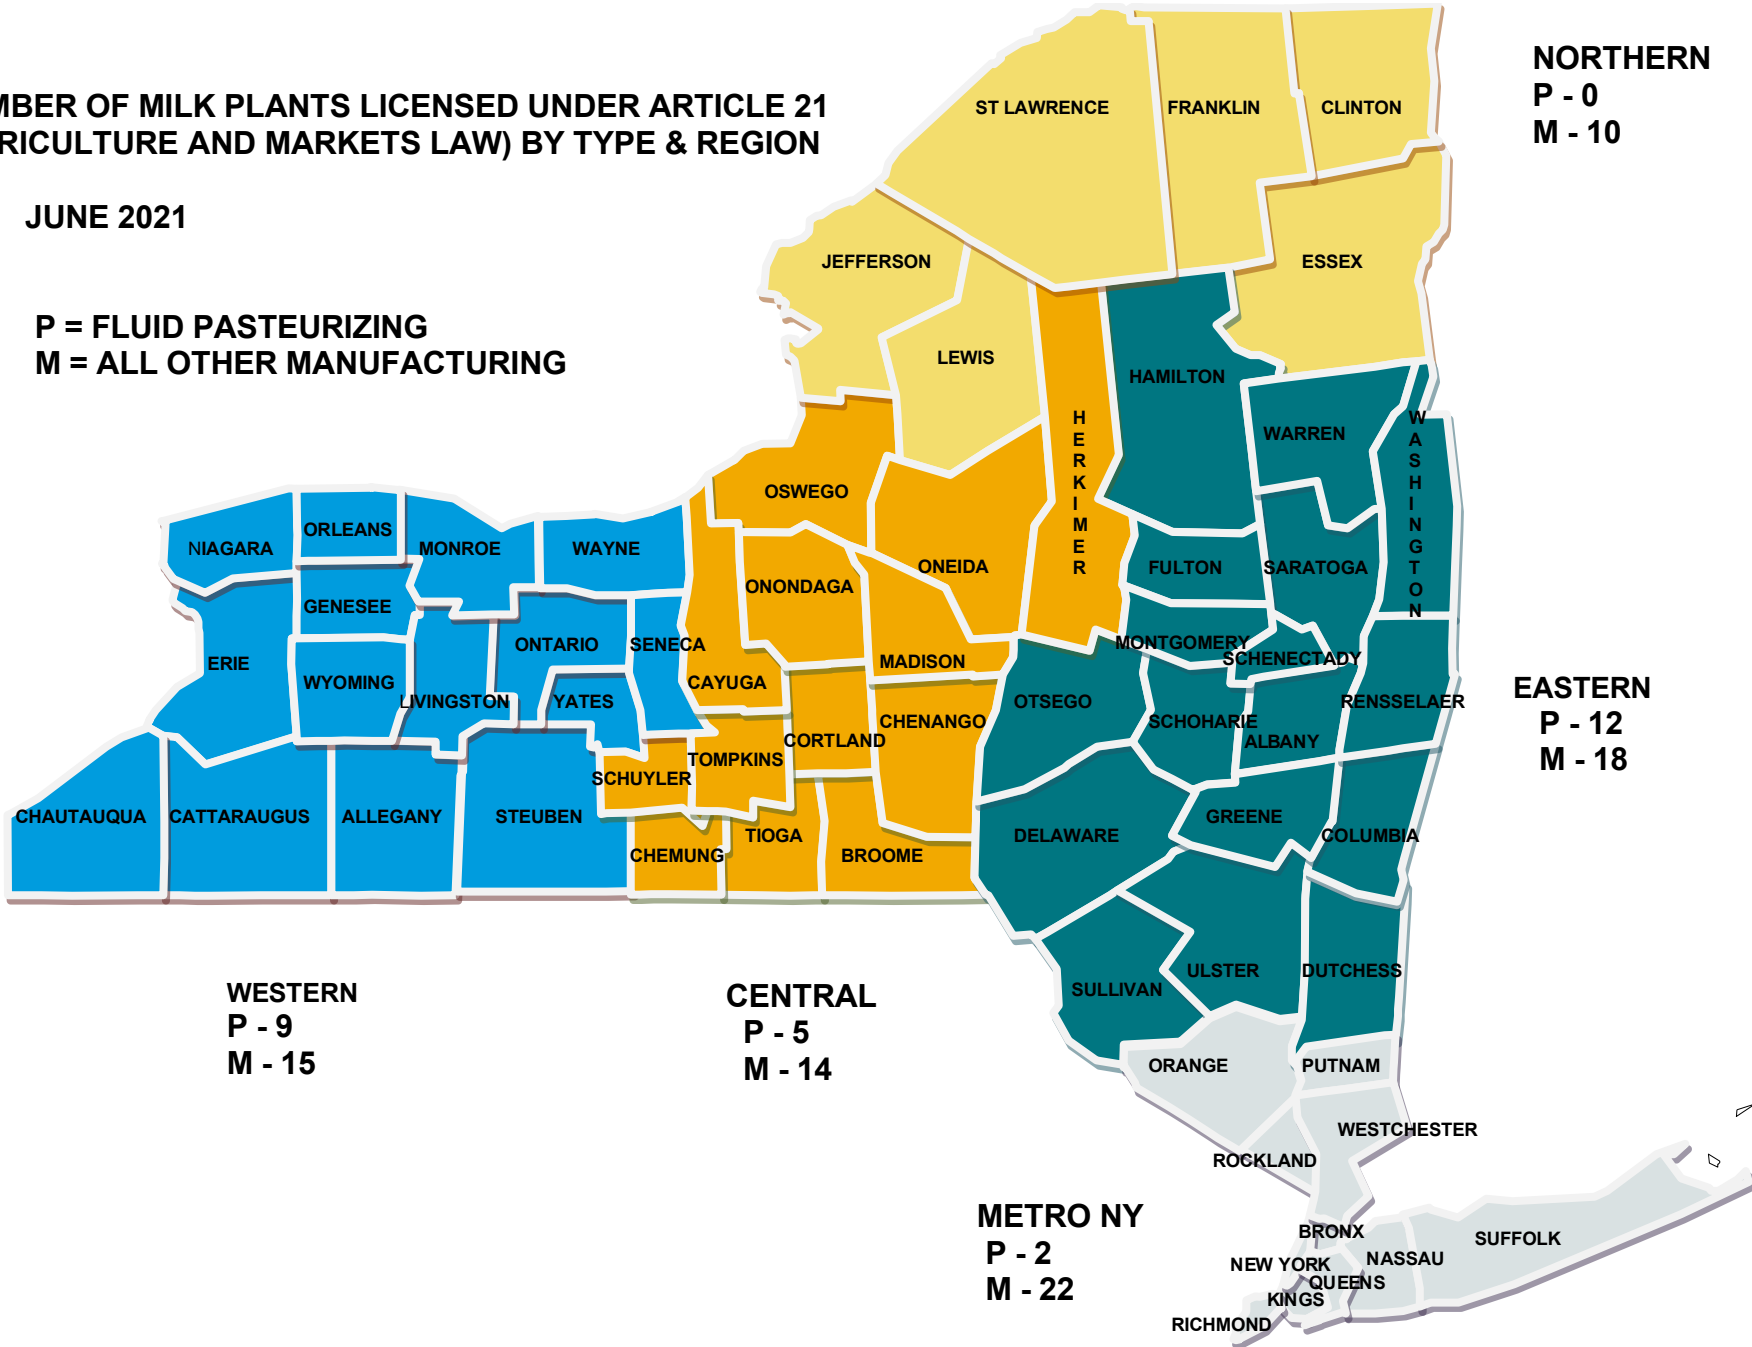 MBER OF MILK PLANTS LICENSED UNDER ARTICLE 21
RICULTURE AND MARKETS LAW) BY TYPE & REGION
JUNE 2021
P = FLUID PASTEURIZING
M = ALL OTHER MANUFACTURING
NORTHERN
P - 0
M - 10
ST LAWRENCE
FRANKLIN
CLINTON
JEFFERSON
ESSEX
LEWIS
HAMILTON
HERKIMER
WARREN
WASHINGTON
OSWEGO
ORLEANS
NIAGARA
MONROE
WAYNE
ONONDAGA
ONEIDA
FULTON
SARATOGA
GENESEE
ERIE
WYOMING
ONTARIO
SENECA
MONTGOMERY
SCHENECTADY
LIVINGSTON
YATES
CAYUGA
MADISON
OTSEGO
SCHOHARIE
RENSSELAER
ALBANY
CHENANGO
CORTLAND
TOMPKINS
SCHUYLER
EASTERN
P - 12
M - 18
CHAUTAUQUA
CATTARAUGUS
ALLEGANY
STEUBEN
CHEMUNG
TIOGA
BROOME
DELAWARE
GREENE
COLUMBIA
ULSTER
DUTCHESS
SULLIVAN
WESTERN
P - 9
M - 15
CENTRAL
P - 5
M - 14
ORANGE
PUTNAM
WESTCHESTER
ROCKLAND
METRO NY
P - 2
M - 22
BRONX
NEW YORK
QUEENS
KINGS
RICHMOND
NASSAU
SUFFOLK